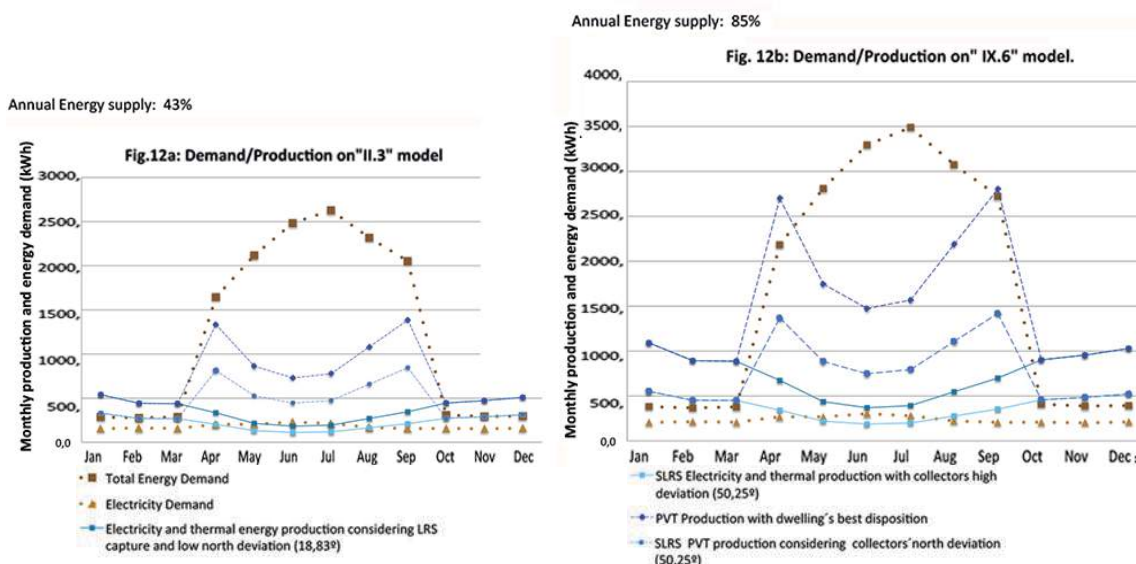 Annual Energy supply: 43%
Fig.12a: Demand/Production on"II.3" model
Monthly production and energy demand (kWh)
3000,
2500,
2000,
1500,
1000,
500,
0,0
Jan Feb Mar Apr May Jun Jul Aug Sep Oct Nov Dec
Total Energy Demand
Electricity Demand
Electricity and thermal energy production considering LRS
capture and low north deviation (18,83º)
Annual Energy supply: 85%
Fig. 12b: Demand/Production on" IX.6" model.
Monthly production and energy demand (kWh)
4000,
3500,
3000,
2500,
2000,
1500,
1000,
500,
0,0
Jan Feb Mar Apr May Jun Jul Aug Sep Oct Nov Dec
SLRS Electricity and thermal production with collectors high
deviation (50,25º)
PVT Production with dwelling´s best disposition
SLRS PVT production considering collectors´north deviation
(50,25º)